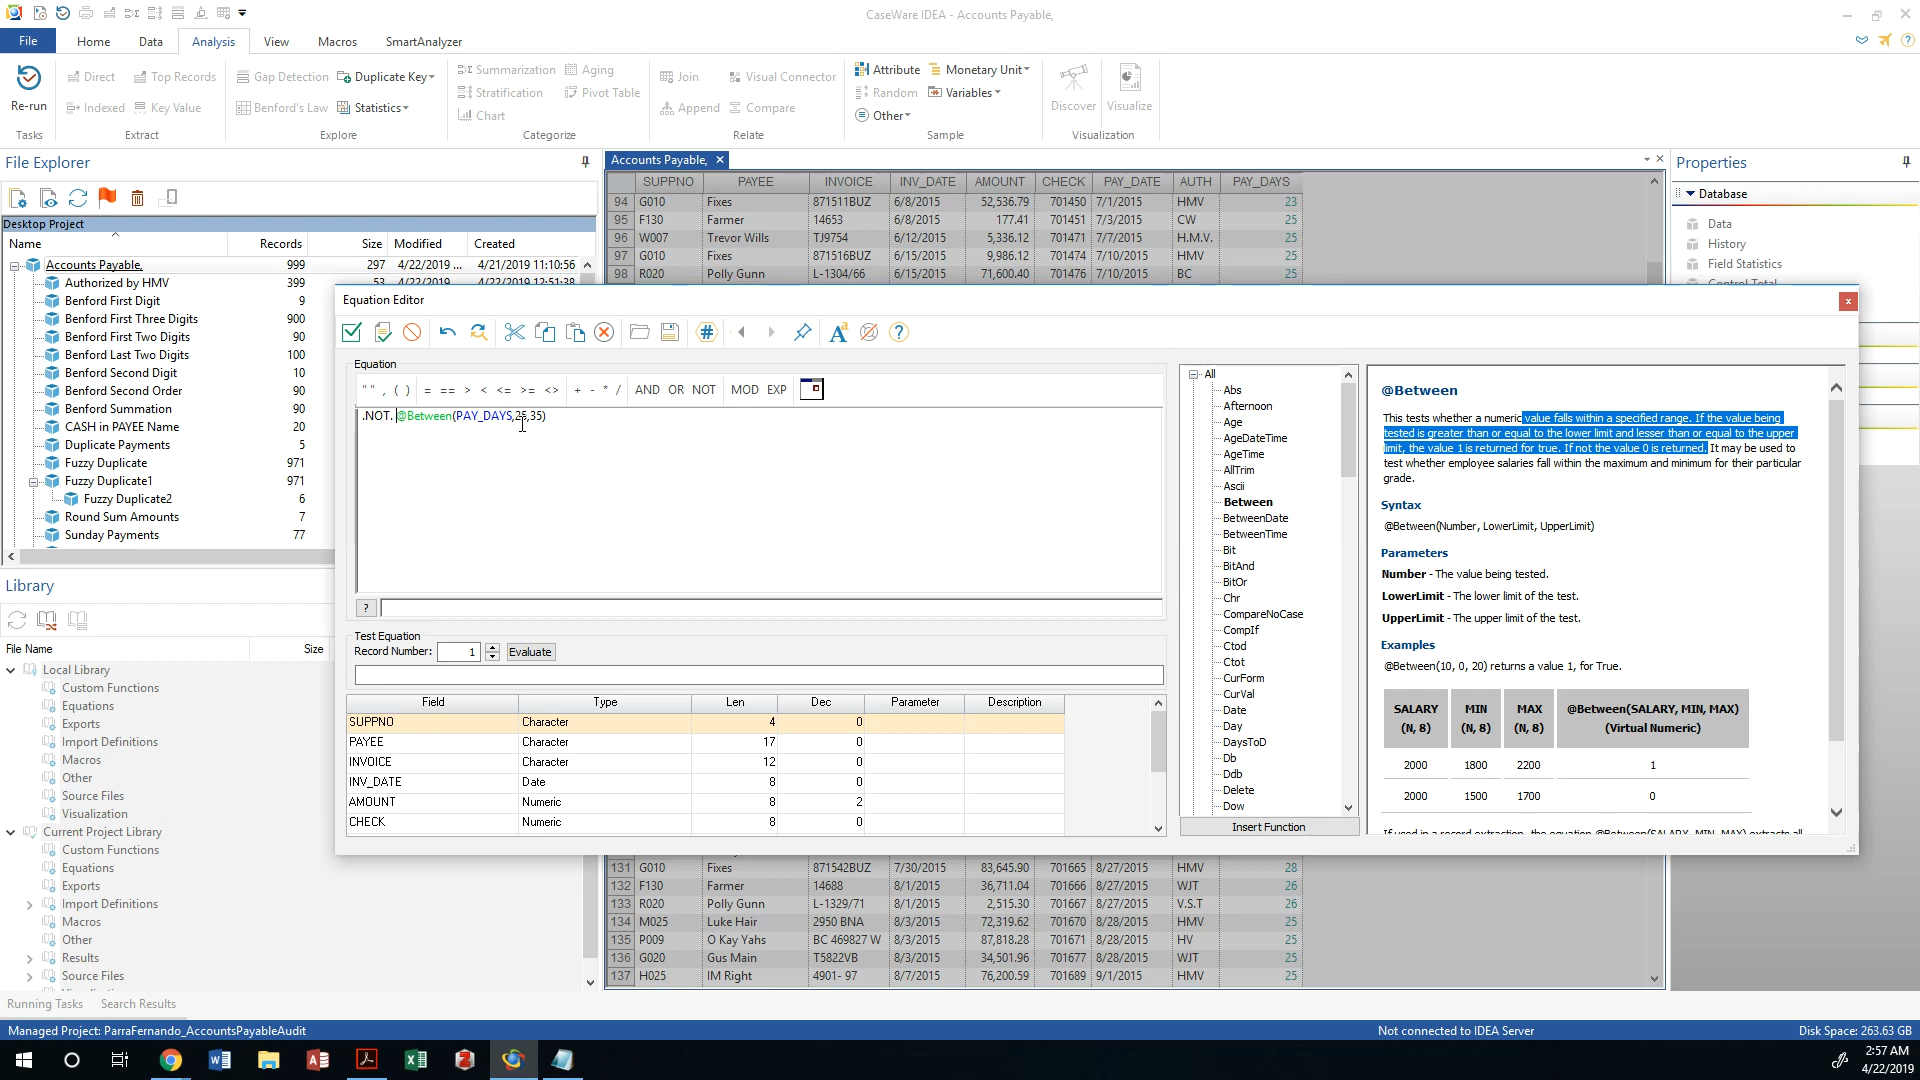 CaseWare IDEA - Accounts Payable,
File Home Data Analysis View Macros SmartAnalyzer
Direct Top Records Gap Detection Duplicate Key Summarization Aging Join Visual Connector Attribute Monetary Unit
Re-run Indexed Key Value Benford's Law Statistics Stratification Pivot Table Append Compare Random Variables Discover Visualize
Chart Other
Tasks Extract Explore Categorize Relate Sample Visualization
File Explorer
Desktop Project
Name Records Size Modified Created
Accounts Payable, 999 297 4/22/2019 ... 4/21/2019 11:10:56
Authorized by HMV 399 53 4/22/2019 4/22/2019 12:51:38
Benford First Digit 9
Benford First Three Digits 900
Benford First Two Digits 90
Benford Last Two Digits 100
Benford Second Digit 10
Benford Second Order 90
Benford Summation 90
CASH in PAYEE Name 20
Duplicate Payments 5
Fuzzy Duplicate 971
Fuzzy Duplicate1 971
Fuzzy Duplicate2 6
Round Sum Amounts 7
Sunday Payments 77
Library
File Name Size
Local Library
Custom Functions
Equations
Exports
Import Definitions
Macros
Other
Source Files
Visualization
Current Project Library
Custom Functions
Equations
Exports
Import Definitions
Macros
Other
Results
Source Files
Running Tasks Search Results
Accounts Payable,
SUPPNO PAYEE INVOICE INV_DATE AMOUNT CHECK PAY_DATE AUTH PAY_DAYS
94 G010 Fixes 871511BUZ 6/8/2015 52,536.79 701450 7/1/2015 HMV 23
95 F130 Farmer 14653 6/8/2015 177.41 701451 7/3/2015 CW 25
96 W007 Trevor Wills TJ9754 6/12/2015 5,336.12 701471 7/7/2015 H.M.V. 25
97 G010 Fixes 871516BUZ 6/15/2015 9,986.12 701474 7/10/2015 HMV 25
98 R020 Polly Gunn L-1304/66 6/15/2015 71,600.40 701476 7/10/2015 BC 25
Properties
Database
Data
History
Field Statistics
Control Total
Equation Editor
Equation
" " , ( ) = == > < <= >= <> + - * / AND OR NOT MOD EXP
.NOT. @Between(PAY_DAYS,25,35)
?
Test Equation
Record Number: 1 Evaluate
Field Type Len Dec Parameter Description
SUPPNO Character 4 0
PAYEE Character 17 0
INVOICE Character 12 0
INV_DATE Date 8 0
AMOUNT Numeric 8 2
CHECK Numeric 8 0
All
Abs
Afternoon
Age
AgeDateTime
AgeTime
AllTrim
Ascii
Between
BetweenDate
BetweenTime
Bit
BitAnd
BitOr
Chr
CompareNoCase
CompIf
Ctod
Ctot
CurForm
CurVal
Date
Day
DaysToD
Db
Ddb
Delete
Dow
Insert Function
@Between
This tests whether a numeric value falls within a specified range. If the value being
tested is greater than or equal to the lower limit and lesser than or equal to the upper
limit, the value 1 is returned for true. If not the value 0 is returned. It may be used to
test whether employee salaries fall within the maximum and minimum for their particular
grade.
Syntax
@Between(Number, LowerLimit, UpperLimit)
Parameters
Number - The value being tested.
LowerLimit - The lower limit of the test.
UpperLimit - The upper limit of the test.
Examples
@Between(10, 0, 20) returns a value 1, for True.
SALARY MIN MAX @Between(SALARY, MIN, MAX)
(N, 8) (N, 8) (N, 8) (Virtual Numeric)
2000 1800 2200 1
2000 1500 1700 0
If used in a record extraction, the equation @Between(SALARY, MIN, MAX) extracts all
131 G010 Fixes 871542BUZ 7/30/2015 83,645.90 701665 8/27/2015 HMV 28
132 F130 Farmer 14688 8/1/2015 36,711.04 701666 8/27/2015 WJT 26
133 R020 Polly Gunn L-1329/71 8/1/2015 2,515.30 701667 8/27/2015 V.S.T 26
134 M025 Luke Hair 2950 BNA 8/3/2015 72,319.62 701670 8/28/2015 HMV 25
135 P009 O Kay Yahs BC 469827 W 8/3/2015 87,818.28 701671 8/28/2015 HV 25
136 G020 Gus Main T5822VB 8/3/2015 34,501.96 701677 8/28/2015 WJT 25
137 H025 IM Right 4901- 97 8/7/2015 76,200.59 701689 9/1/2015 HMV 25
Managed Project: ParraFernando_AccountsPayableAudit Not connected to IDEA Server Disk Space: 263.63 GB
2:57 AM
4/22/2019